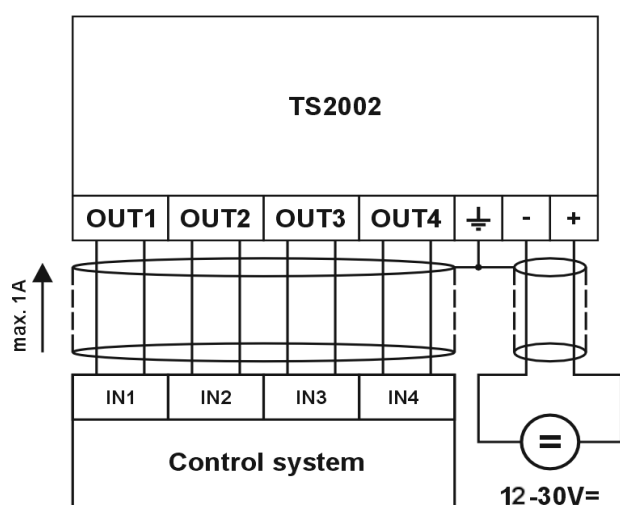 TS2002
OUT1 OUT2 OUT3 OUT4 - +
max. 1A
IN1 IN2 IN3 IN4
Control system
=
12-30V=